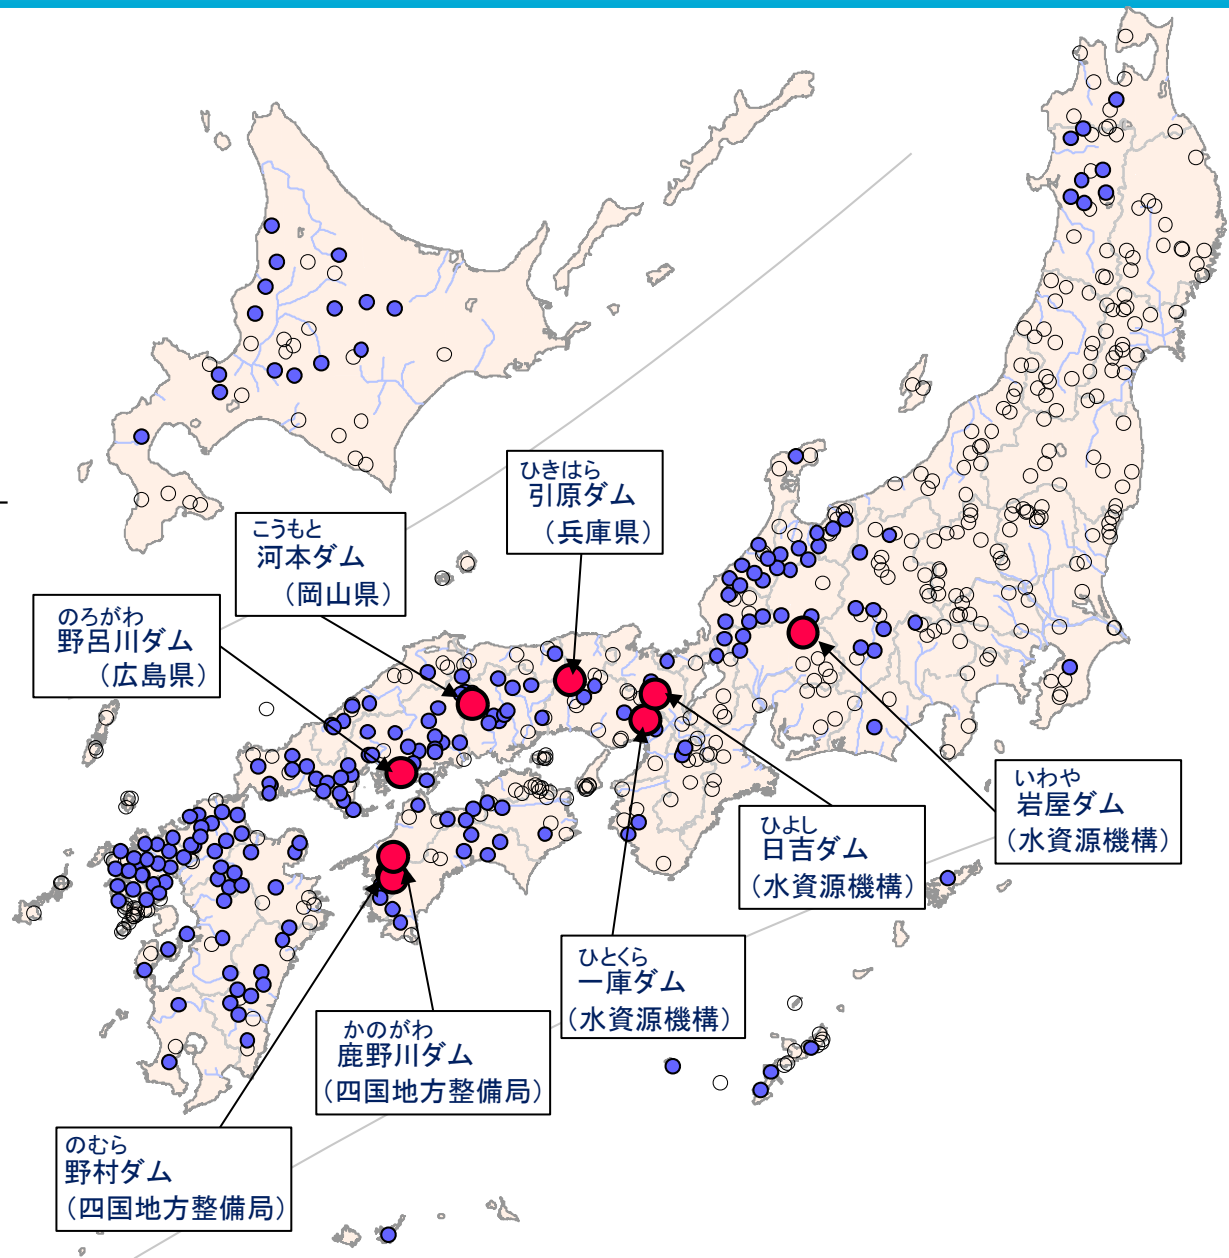 ひきはら
引原ダム
（兵庫県）
こうもと
河本ダム
（岡山県）
のろがわ
野呂川ダム
（広島県）
いわや
岩屋ダム
（水資源機構）
ひよし
日吉ダム
（水資源機構）
ひとくら
一庫ダム
（水資源機構）
かのがわ
鹿野川ダム
（四国地方整備局）
のむら
野村ダム
（四国地方整備局）